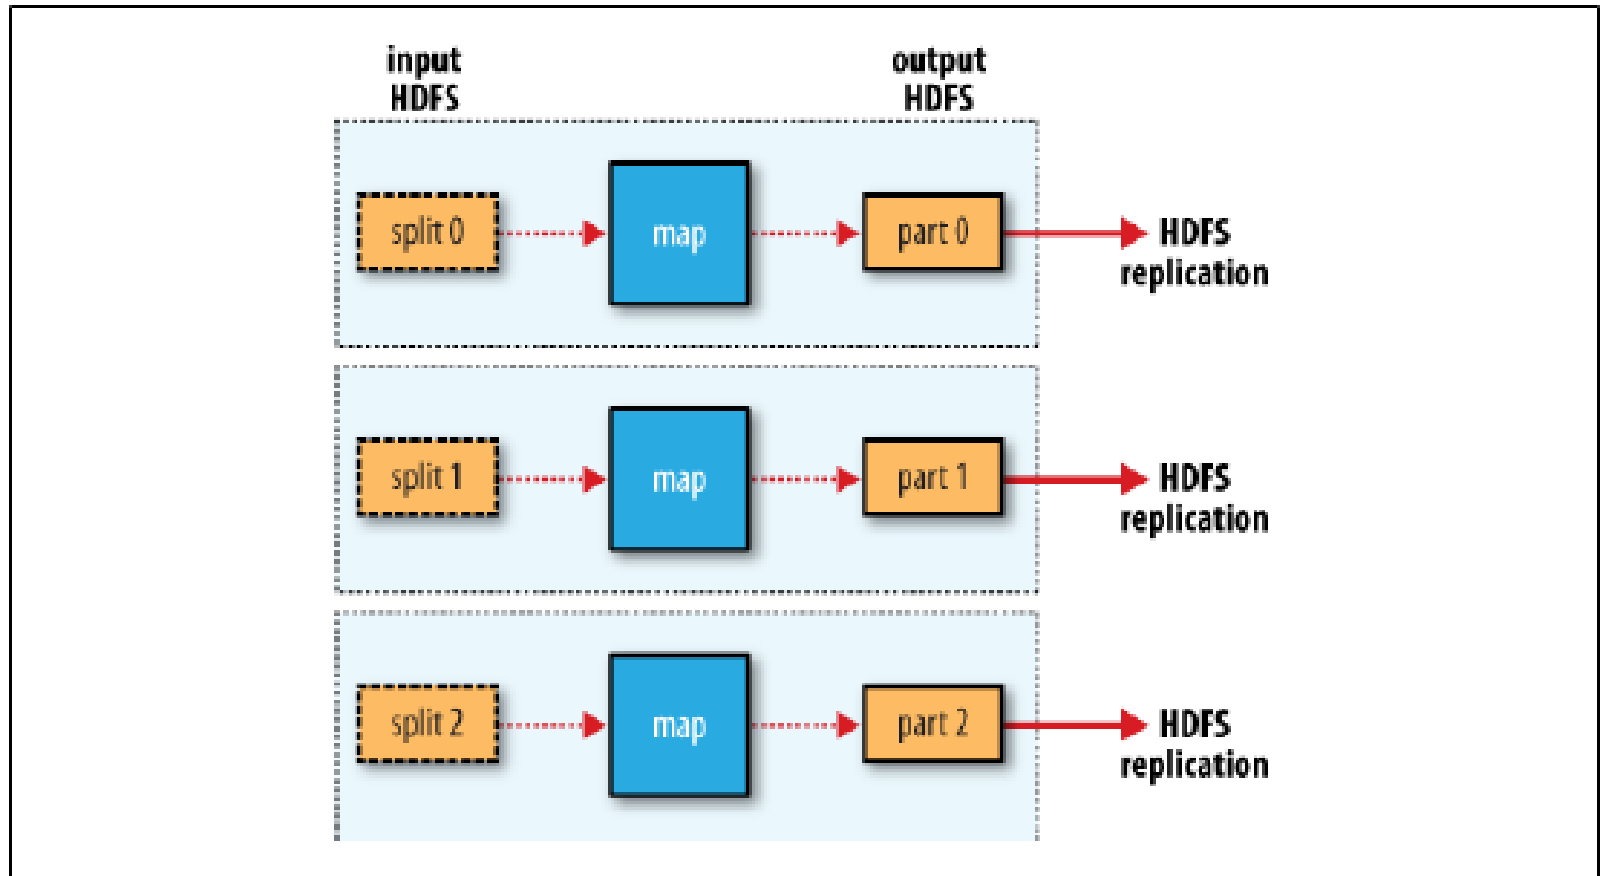 input
HDFS
output
HDFS
split 0
map
part 0
HDFS
replication
split 1
map
part 1
HDFS
replication
split 2
map
part 2
HDFS
replication